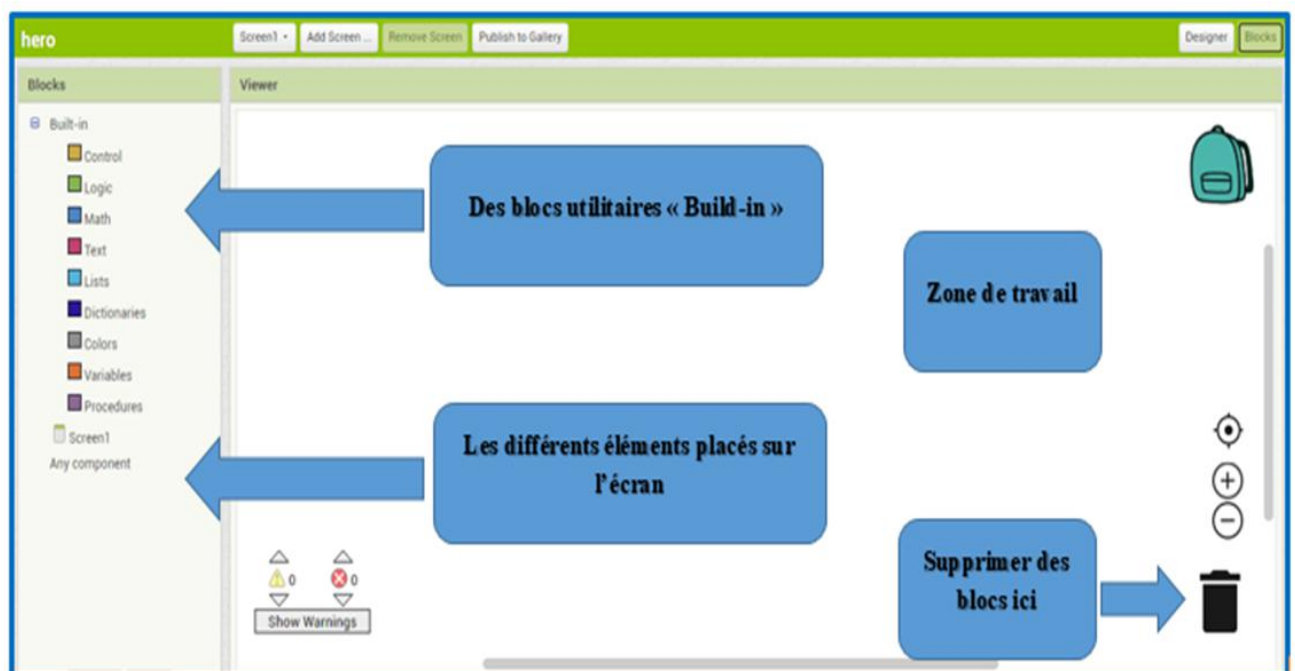 hero
Screen1
Add Screen ...
Remove Screen
Publish to Gallery
Designer
Blocks
Blocks
Viewer
Built-in
Control
Logic
Math
Text
Lists
Dictionaries
Colors
Variables
Procedures
Screen1
Any component
Des blocs utilitaires « Build-in »
Zone de travail
Les différents éléments placés sur
l'écran
Supprimer des
blocs ici
0
0
Show Warnings